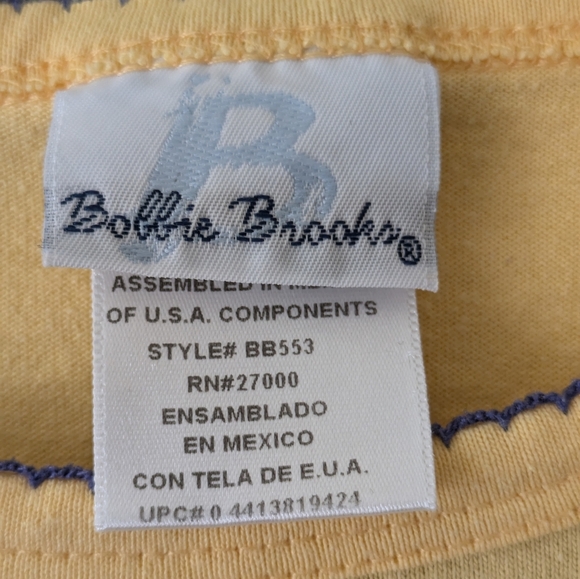 B
Bobbie Brooks®
ASSEMBLED IN
OF U.S.A. COMPONENTS
STYLE# BB553
RN#27000
ENSAMBLADO
EN MEXICO
CON TELA DE E.U.A.
UPC# 0 4413819424